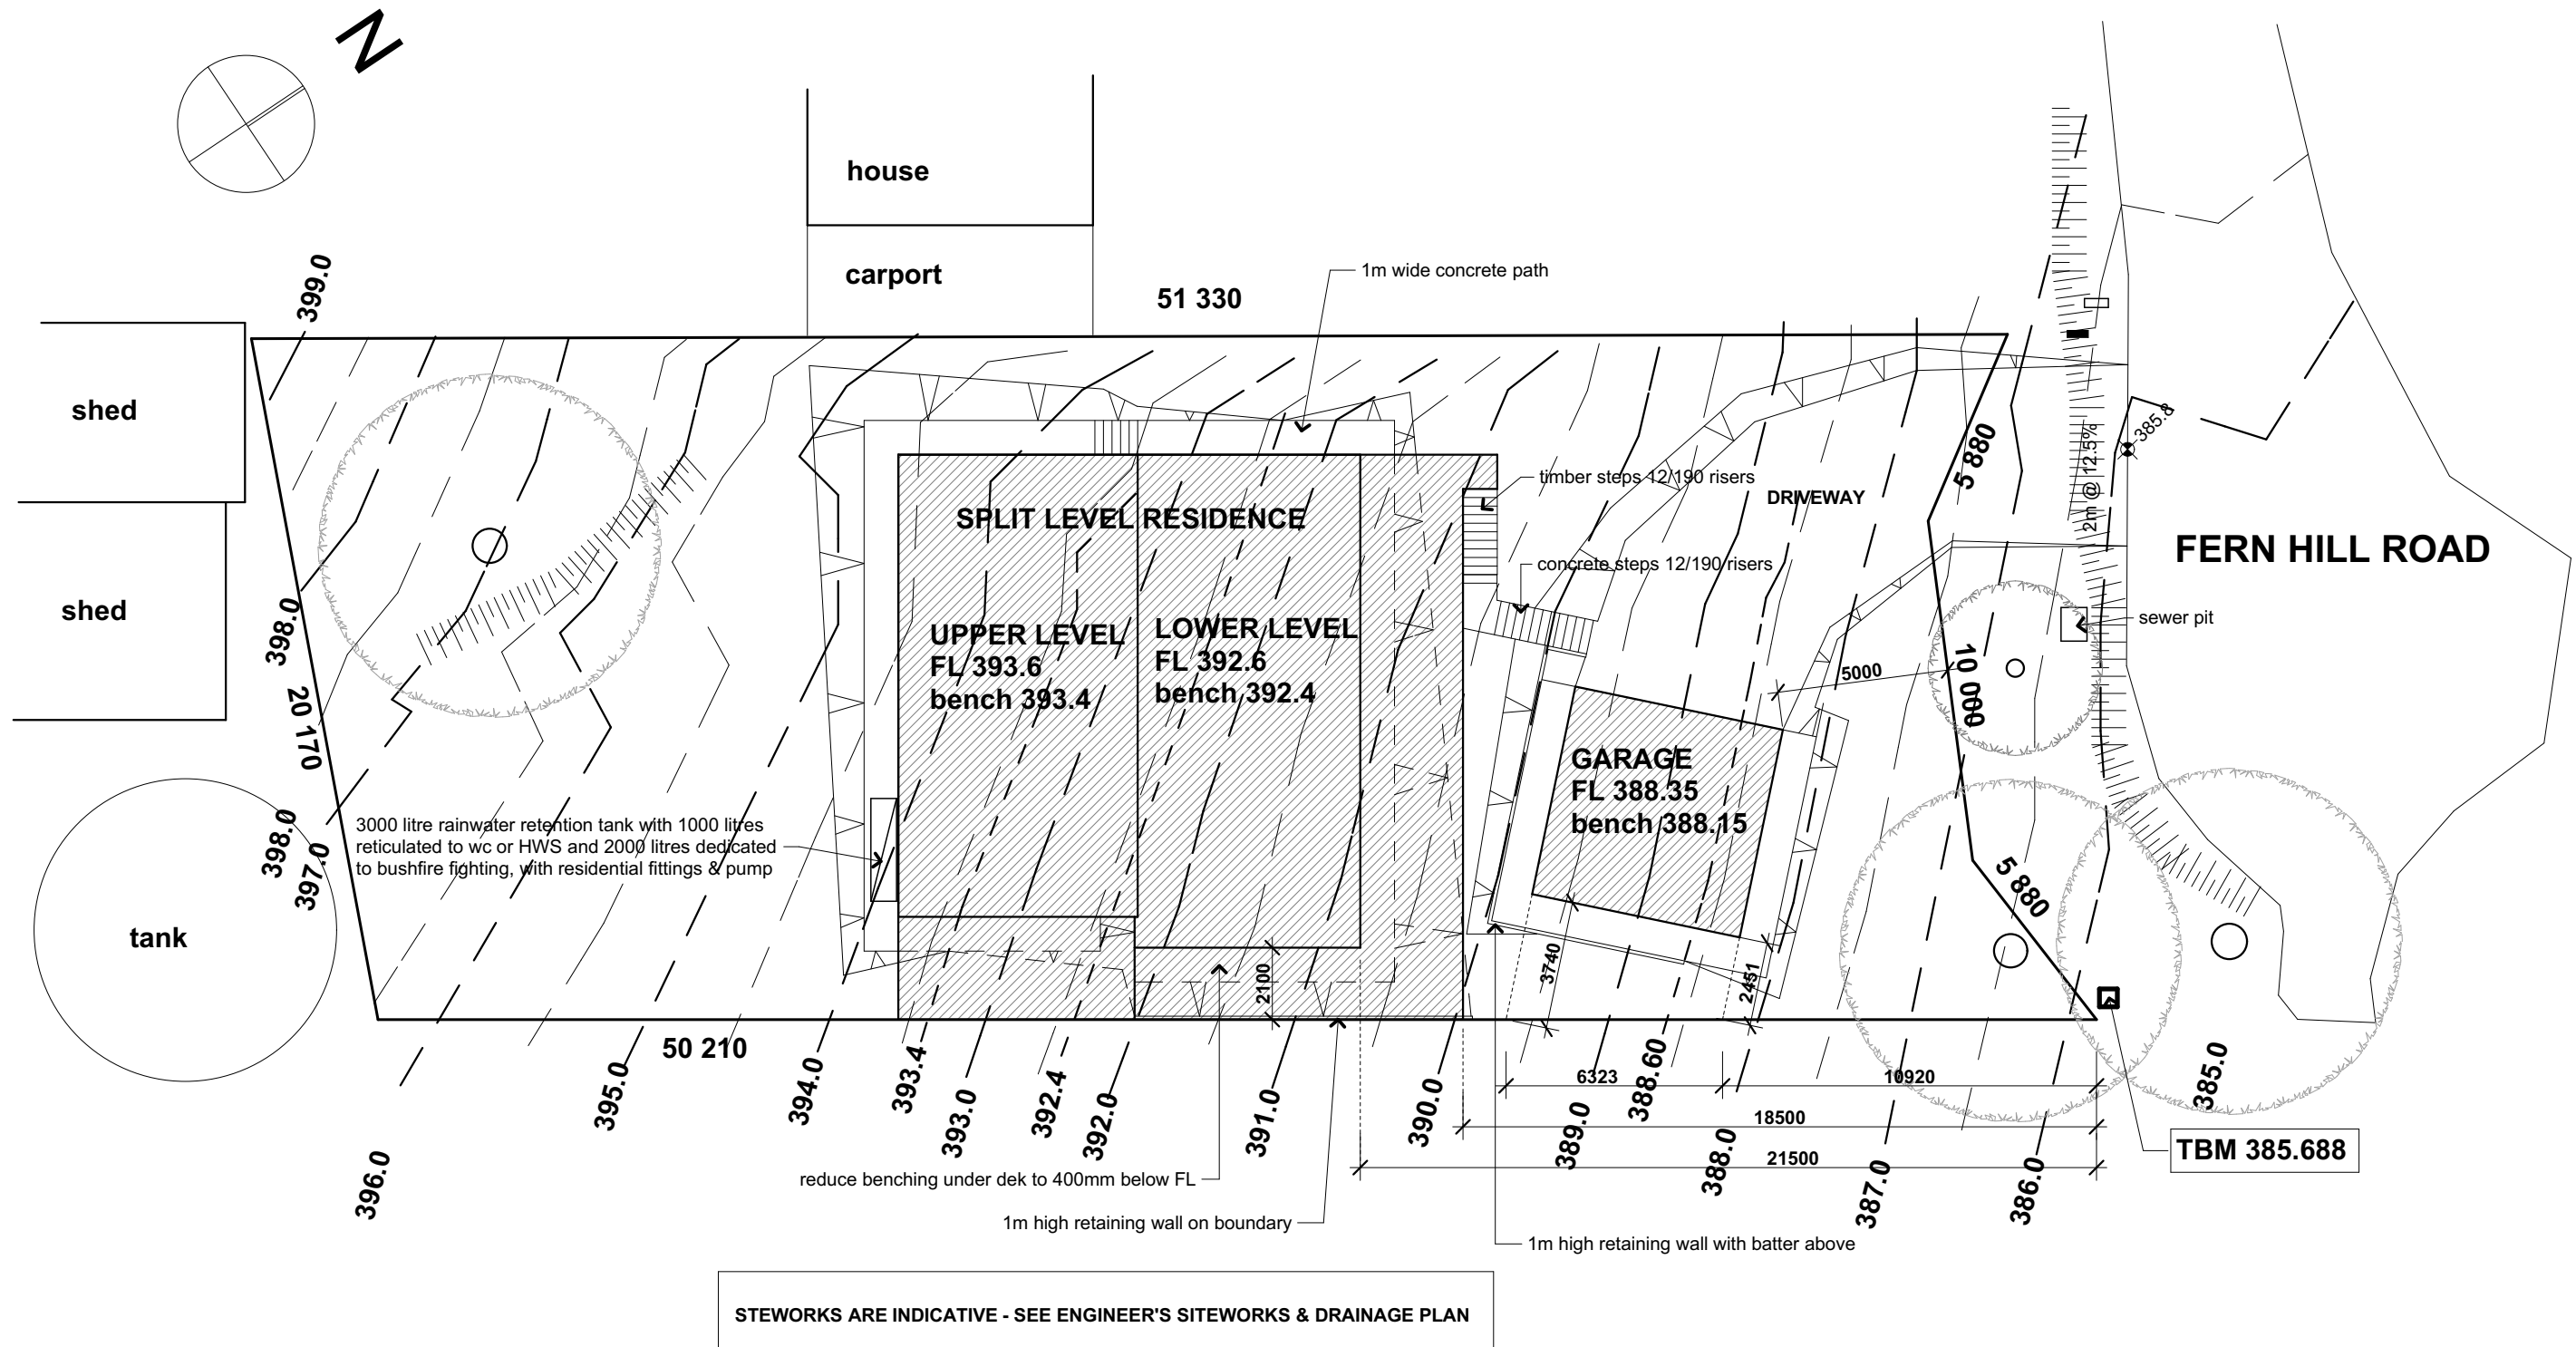 N
house
carport
51 330
1m wide concrete path
399.0
shed
shed
398.0
20 170
398.0
397.0
tank
3000 litre rainwater retention tank with 1000 litres
reticulated to wc or HWS and 2000 litres dedicated
to bushfire fighting, with residential fittings & pump
SPLIT LEVEL RESIDENCE
UPPER LEVEL
FL 393.6
bench 393.4
LOWER LEVEL
FL 392.6
bench 392.4
timber steps 12/190 risers
concrete steps 12/190 risers
DRIVEWAY
5 880
2m @ 12.5%
385.8
FERN HILL ROAD
sewer pit
5000
10 000
GARAGE
FL 388.35
bench 388.15
5 880
2100
3740
2451
50 210
396.0
395.0
394.0
393.4
393.0
392.4
392.0
391.0
390.0
389.0
388.60
388.0
387.0
386.0
385.0
6323
10920
18500
21500
TBM 385.688
reduce benching under dek to 400mm below FL
1m high retaining wall on boundary
1m high retaining wall with batter above
STEWORKS ARE INDICATIVE - SEE ENGINEER'S SITEWORKS & DRAINAGE PLAN